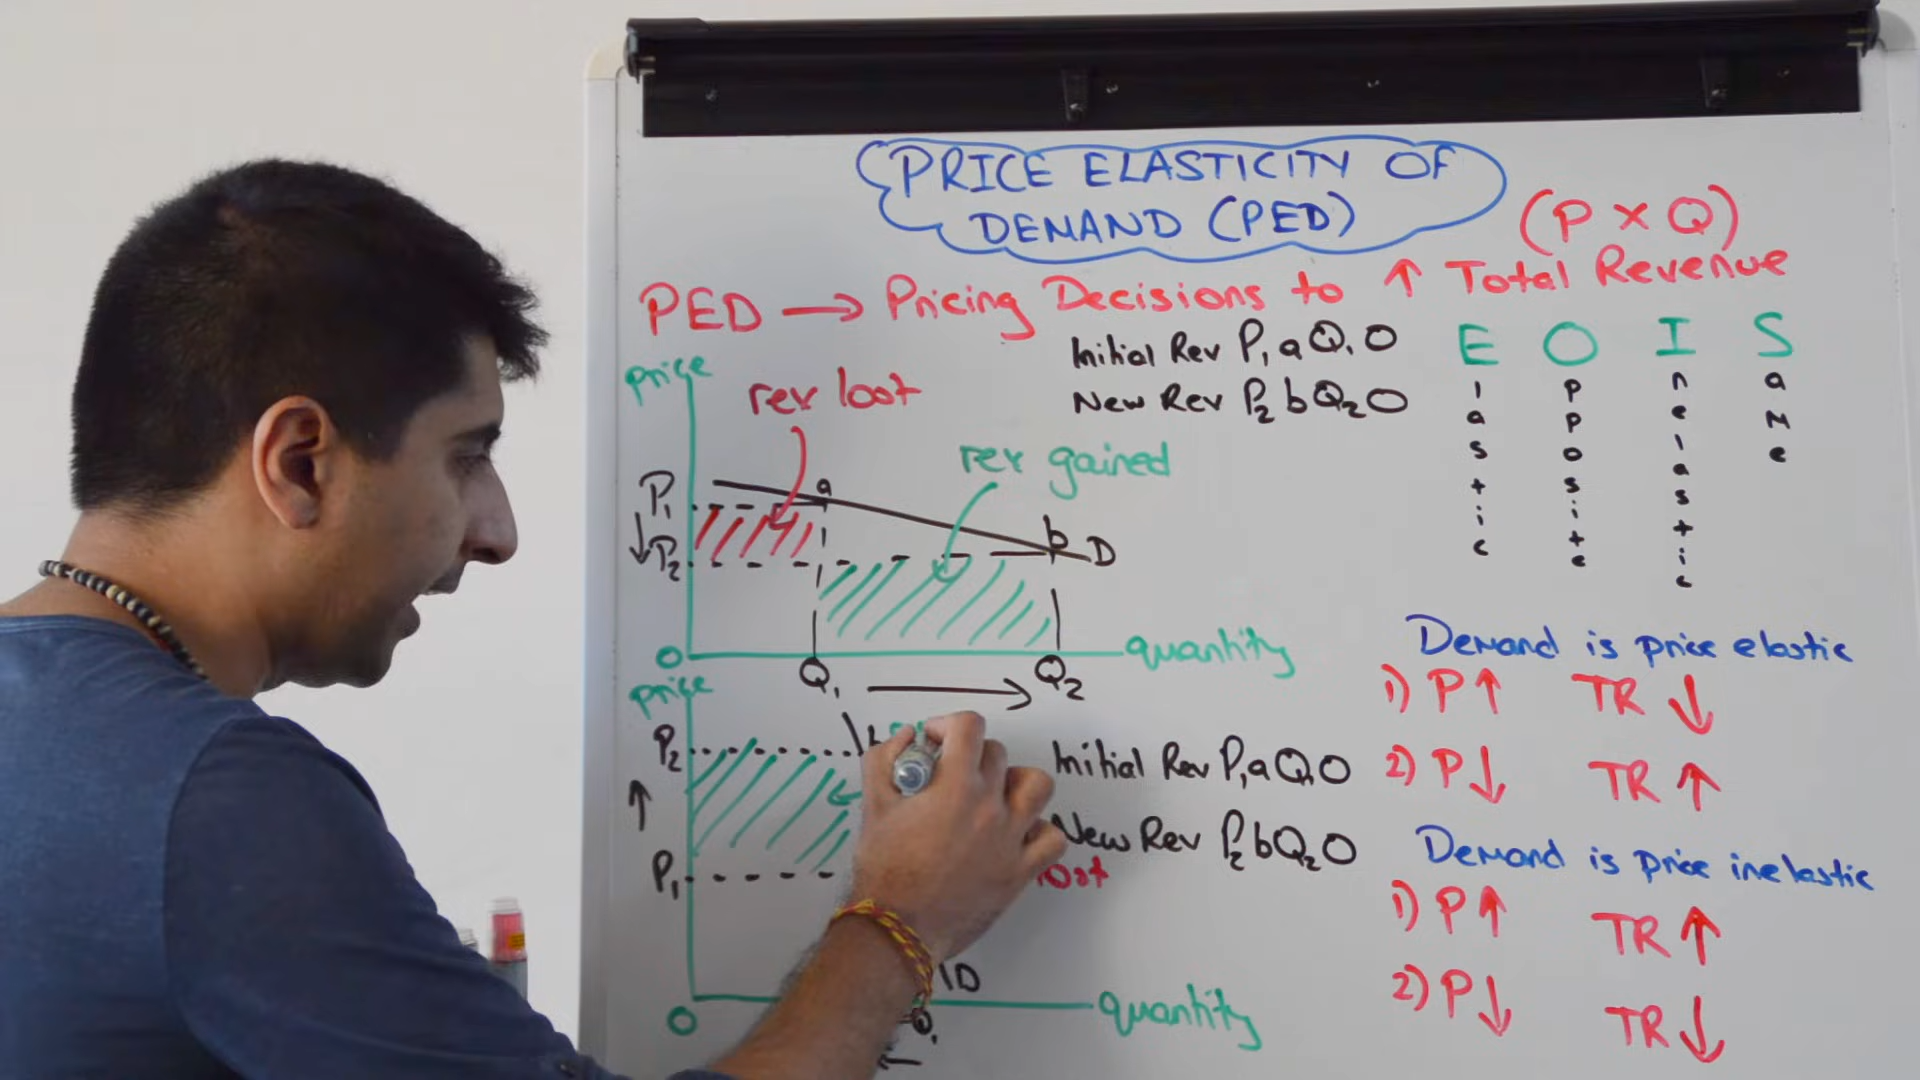 PRICE ELASTICITY OF
DEMAND (PED)
(P × Q)
PED → Pricing Decisions to ↑ Total Revenue
Initial Rev P₁aQ₁O
New Rev P₂bQ₂O
Elastic
Opposite
Inelastic
SaMe
price
rev lost
rev gained
P₁
↓
P₂
a
b
D
O
Q₁ → Q₂
quantity
price
P₂
↑
P₁
b
Initial Rev P₁aQ₁O
New Rev P₂bQ₂O
lost
D
O
Q₁
←
quantity
Demand is price elastic
1) P↑ TR↓
2) P↓ TR↑
Demand is price inelastic
1) P↑ TR↑
2) P↓ TR↓